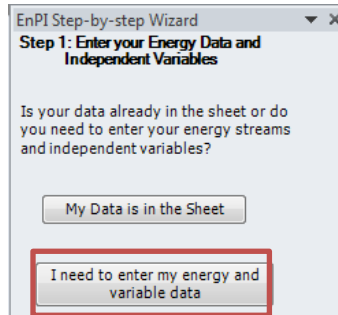 EnPI Step-by-step Wizard
Step 1: Enter your Energy Data and
Independent Variables
Is your data already in the sheet or do
you need to enter your energy streams
and independent variables?
My Data is in the Sheet
I need to enter my energy and
variable data